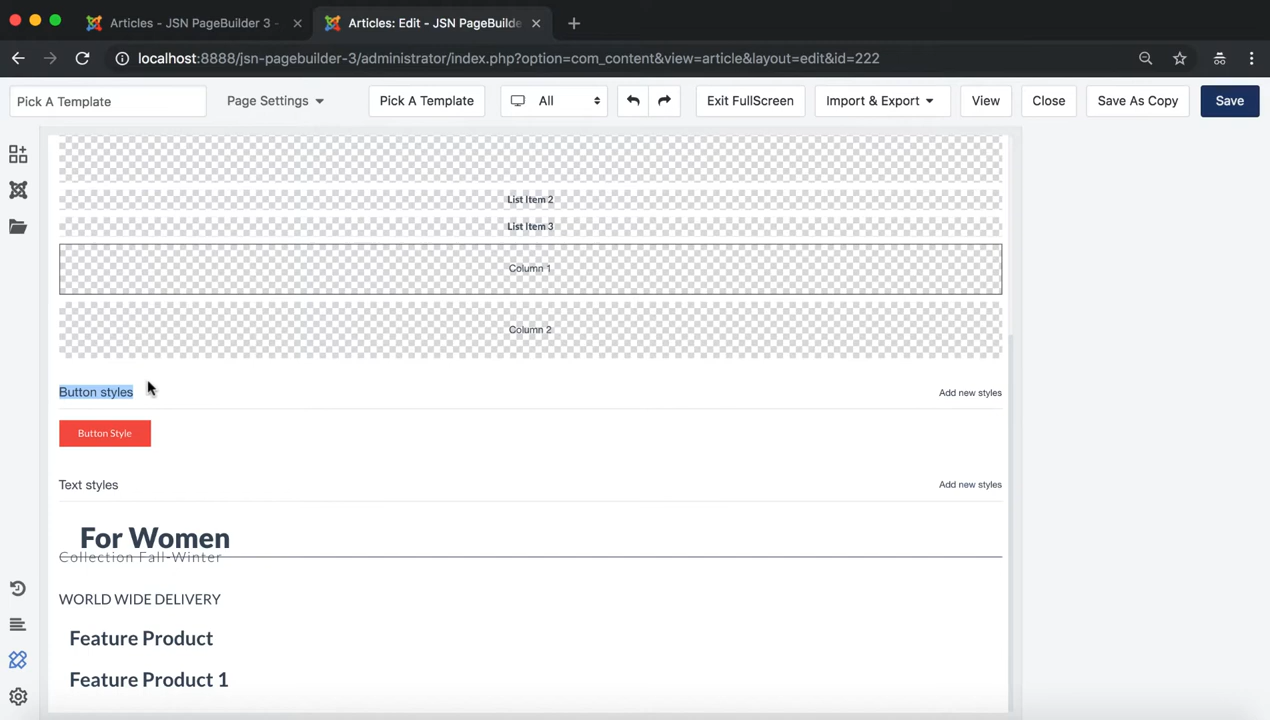 Articles - JSN PageBuilder 3 -
Articles: Edit - JSN PageBuilde
localhost:8888/jsn-pagebuilder-3/administrator/index.php?option=com_content&view=article&layout=edit&id=222
Pick A Template
Page Settings
Pick A Template
All
Exit FullScreen
Import & Export
View
Close
Save As Copy
Save
List Item 2
List Item 3
Column 1
Column 2
Button styles
Add new styles
Button Style
Text styles
Add new styles
For Women
Collection Fall-Winter
WORLD WIDE DELIVERY
Feature Product
Feature Product 1